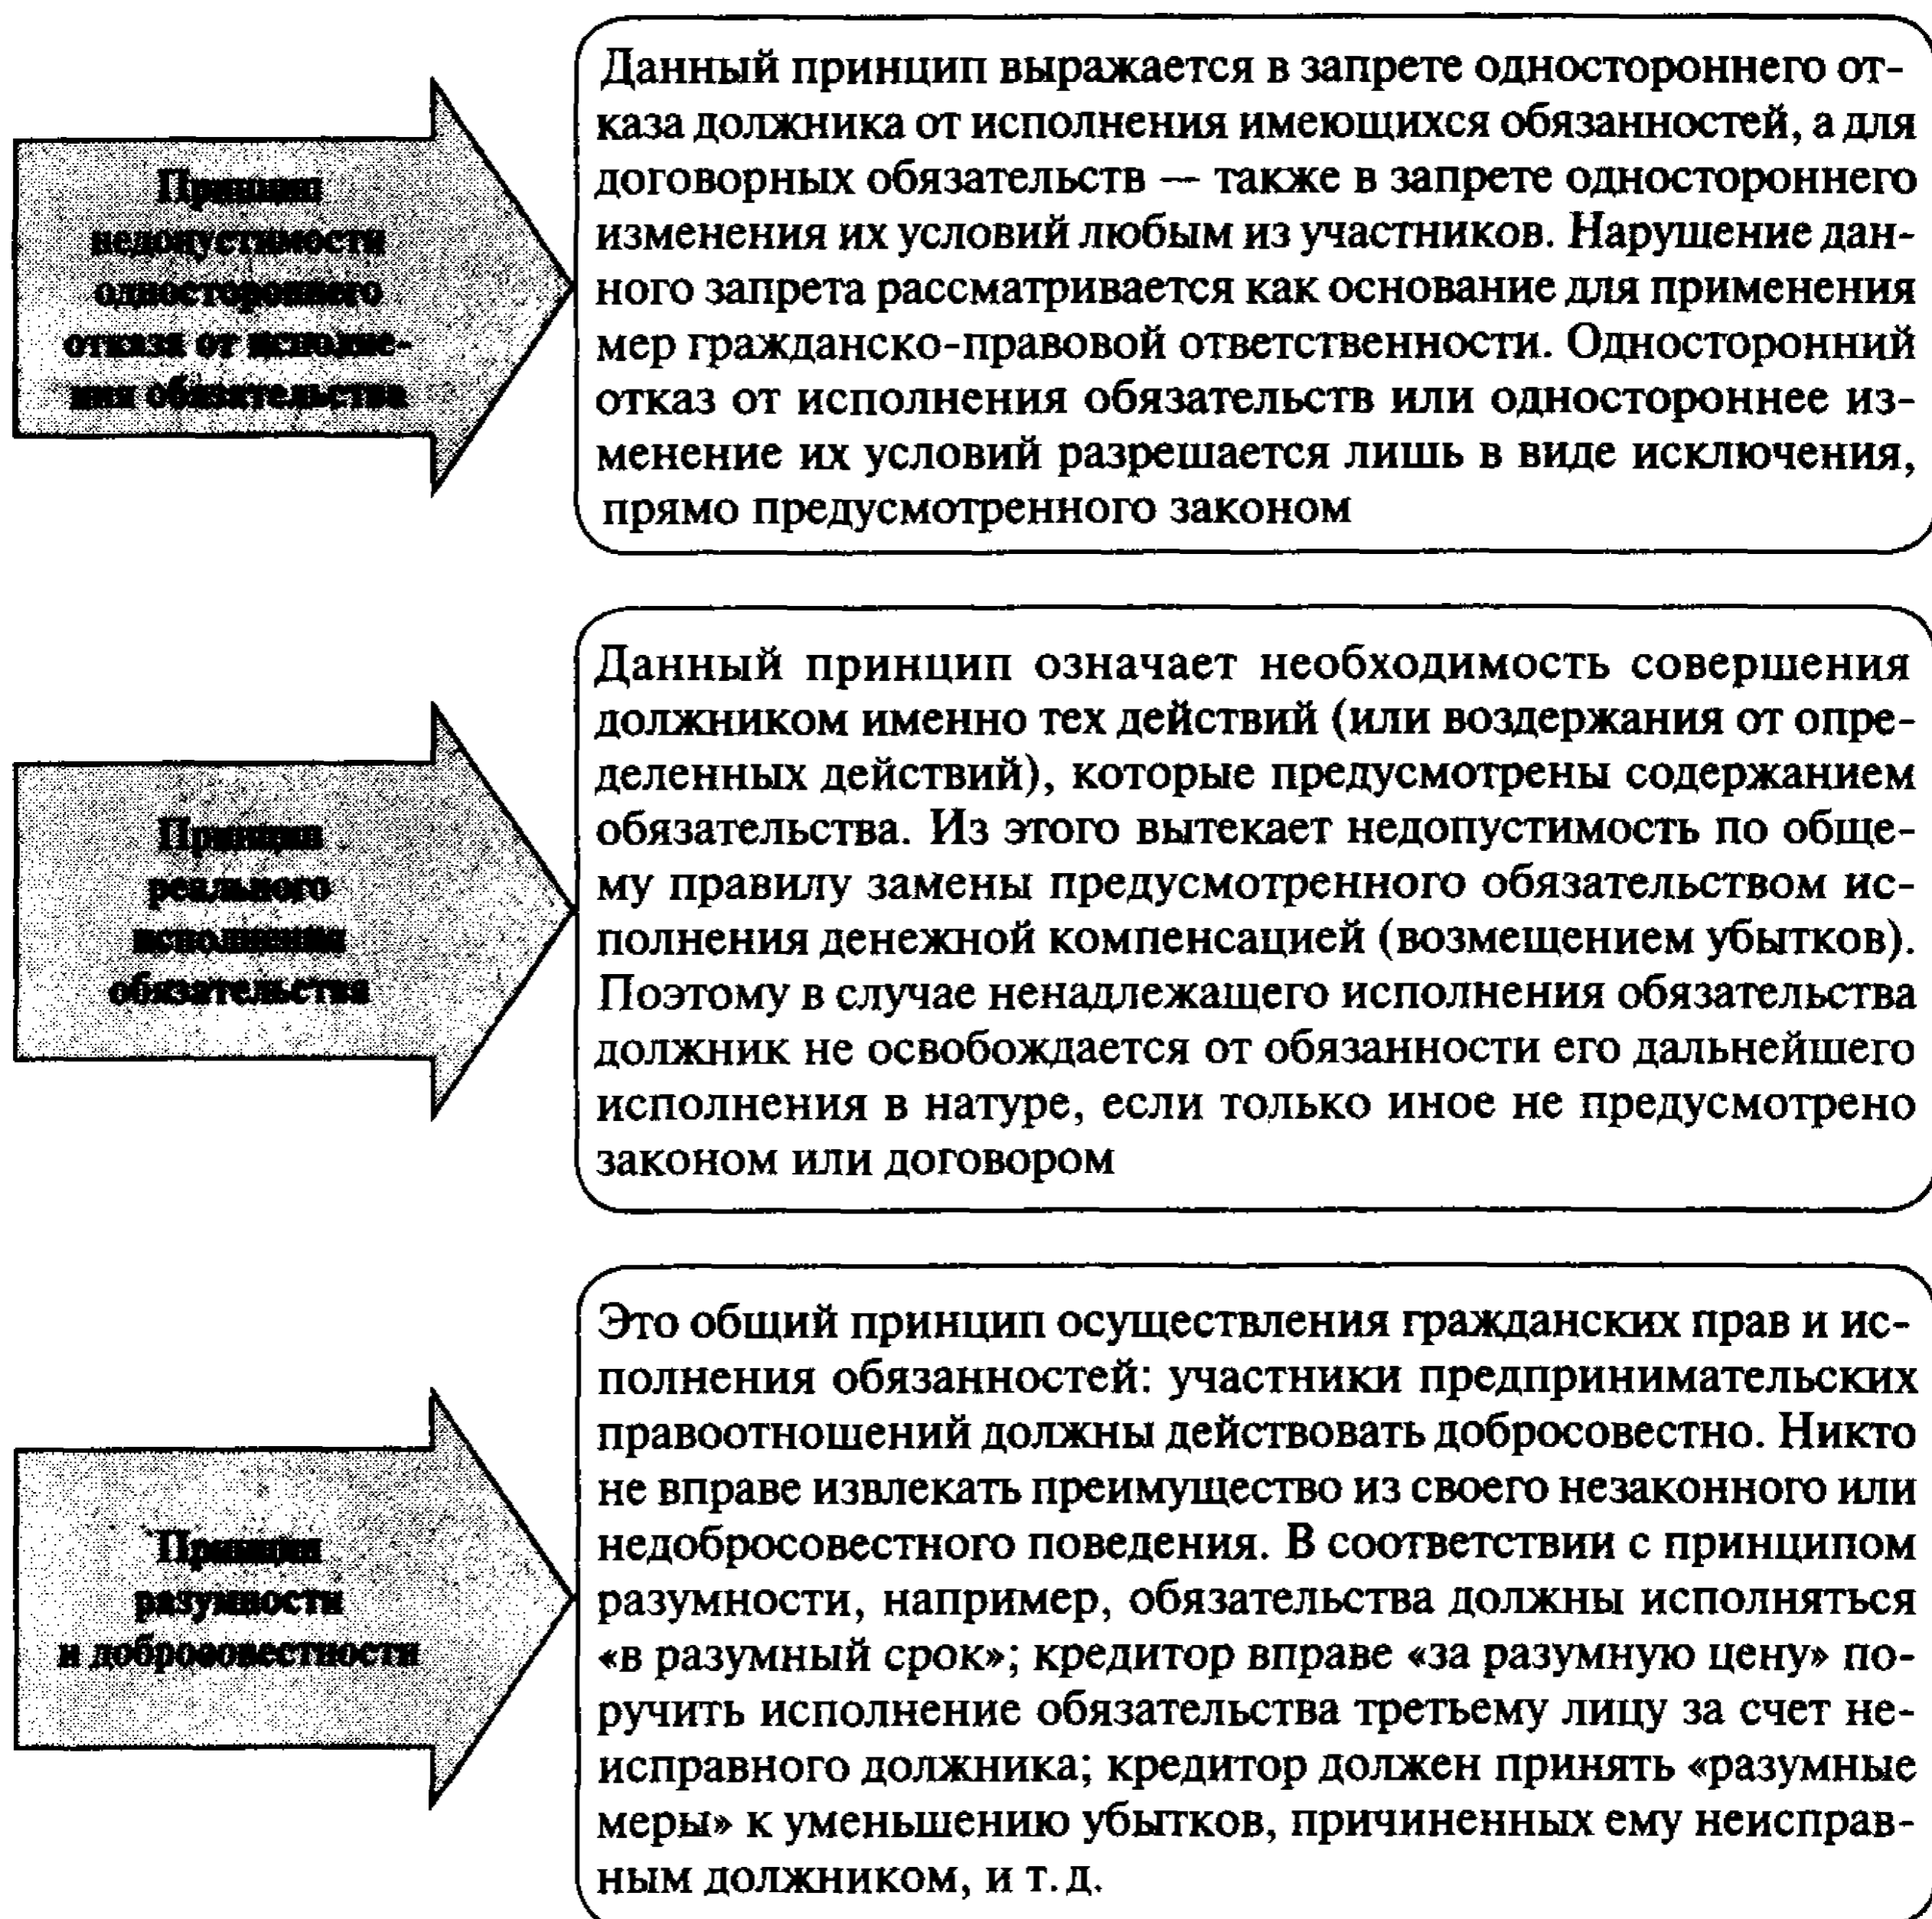 Принцип
недопустимости
одностороннего
отказа от исполне-
ния обязательства
Данный принцип выражается в запрете одностороннего от-
каза должника от исполнения имеющихся обязанностей, а для
договорных обязательств — также в запрете одностороннего
изменения их условий любым из участников. Нарушение дан-
ного запрета рассматривается как основание для применения
мер гражданско-правовой ответственности. Односторонний
отказ от исполнения обязательств или одностороннее из-
менение их условий разрешается лишь в виде исключения,
прямо предусмотренного законом
Принцип
реального
исполнения
обязательства
Данный принцип означает необходимость совершения
должником именно тех действий (или воздержания от опре-
деленных действий), которые предусмотрены содержанием
обязательства. Из этого вытекает недопустимость по обще-
му правилу замены предусмотренного обязательством ис-
полнения денежной компенсацией (возмещением убытков).
Поэтому в случае ненадлежащего исполнения обязательства
должник не освобождается от обязанности его дальнейшего
исполнения в натуре, если только иное не предусмотрено
законом или договором
Принцип
разумности
и добросовестности
Это общий принцип осуществления гражданских прав и ис-
полнения обязанностей: участники предпринимательских
правоотношений должны действовать добросовестно. Никто
не вправе извлекать преимущество из своего незаконного или
недобросовестного поведения. В соответствии с принципом
разумности, например, обязательства должны исполняться
«в разумный срок»; кредитор вправе «за разумную цену» по-
ручить исполнение обязательства третьему лицу за счет не-
исправного должника; кредитор должен принять «разумные
меры» к уменьшению убытков, причиненных ему неисправ-
ным должником, и т.д.